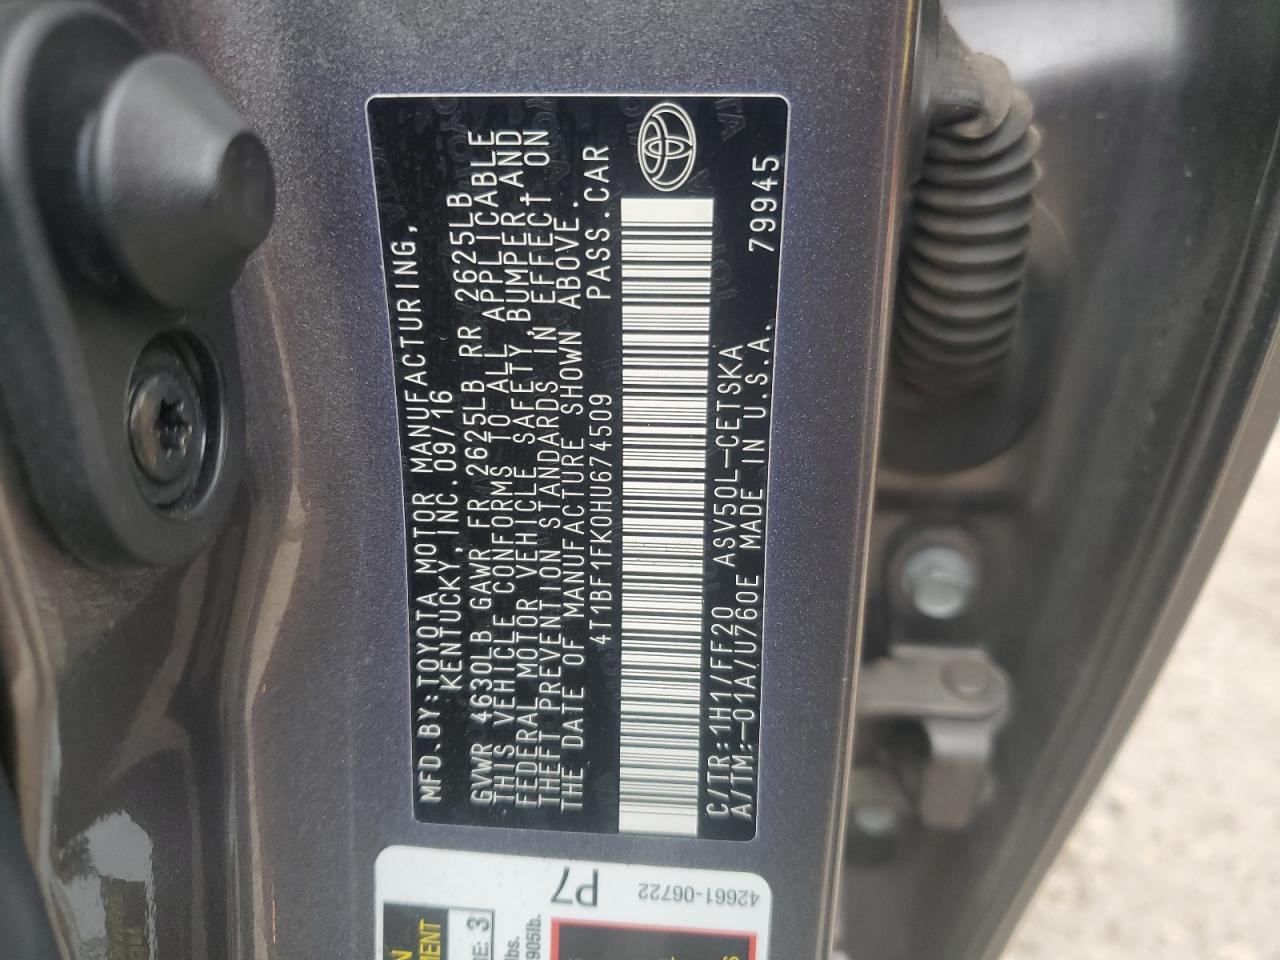 MFD.BY:TOYOTA MOTOR MANUFACTURING,
KENTUCKY,INC.09/16
GVWR 4630LB GAWR FR 2625LB RR 2625LB
THIS VEHICLE CONFORMS TO ALL APPLICABLE
FEDERAL MOTOR VEHICLE SAFETY,BUMPER,AND
THEFT PREVENTION STANDARDS IN EFFECT ON
THE DATE OF MANUFACTURE SHOWN ABOVE.
4T1BF1FK0HU674509 PASS.CAR
C/TR:1H1/FF20 ASV50L-CETSKA
A/TM:-01A/U760E MADE IN U.S.A. 79945
P7
42661-06722
3
lbs.
905lb.